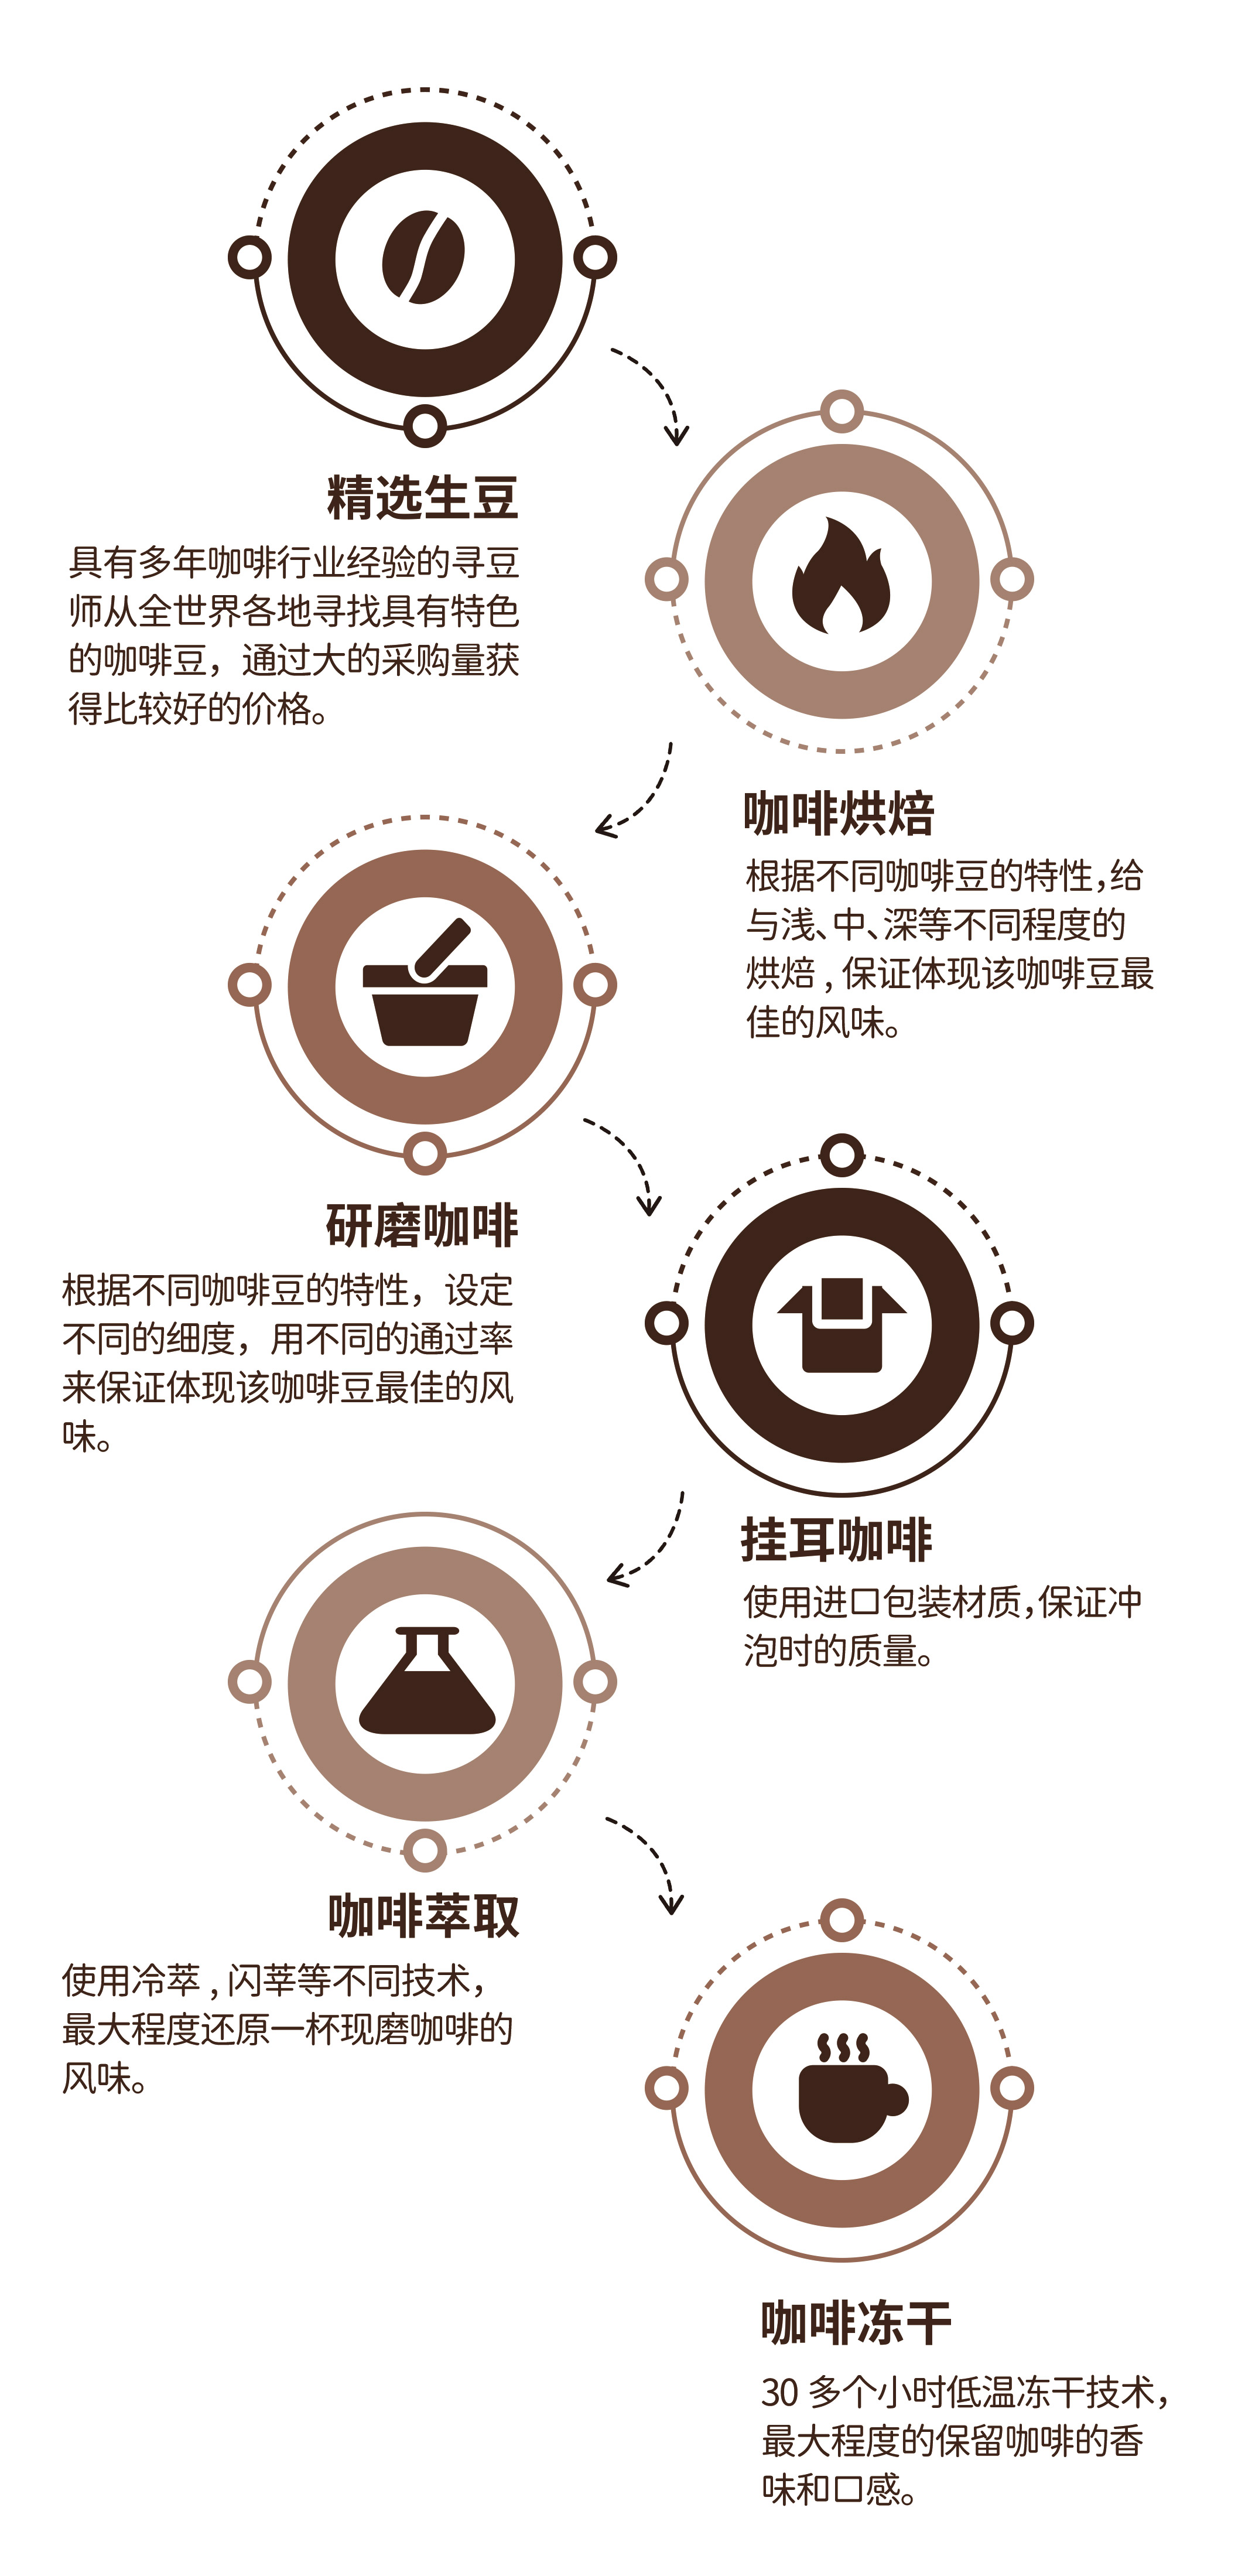 精选生豆
具有多年咖啡行业经验的寻豆
师从全世界各地寻找具有特色
的咖啡豆，通过大的采购量获
得比较好的价格。
咖啡烘焙
根据不同咖啡豆的特性,给
与浅、中、深等不同程度的
烘焙,保证体现该咖啡豆最
佳的风味。
研磨咖啡
根据不同咖啡豆的特性，设定
不同的细度，用不同的通过率
来保证体现该咖啡豆最佳的风
味。
挂耳咖啡
使用进口包装材质,保证冲
泡时的质量。
咖啡萃取
使用冷萃,闪莘等不同技术，
最大程度还原一杯现磨咖啡的
风味。
咖啡冻干
30 多个小时低温冻干技术，
最大程度的保留咖啡的香
味和口感。